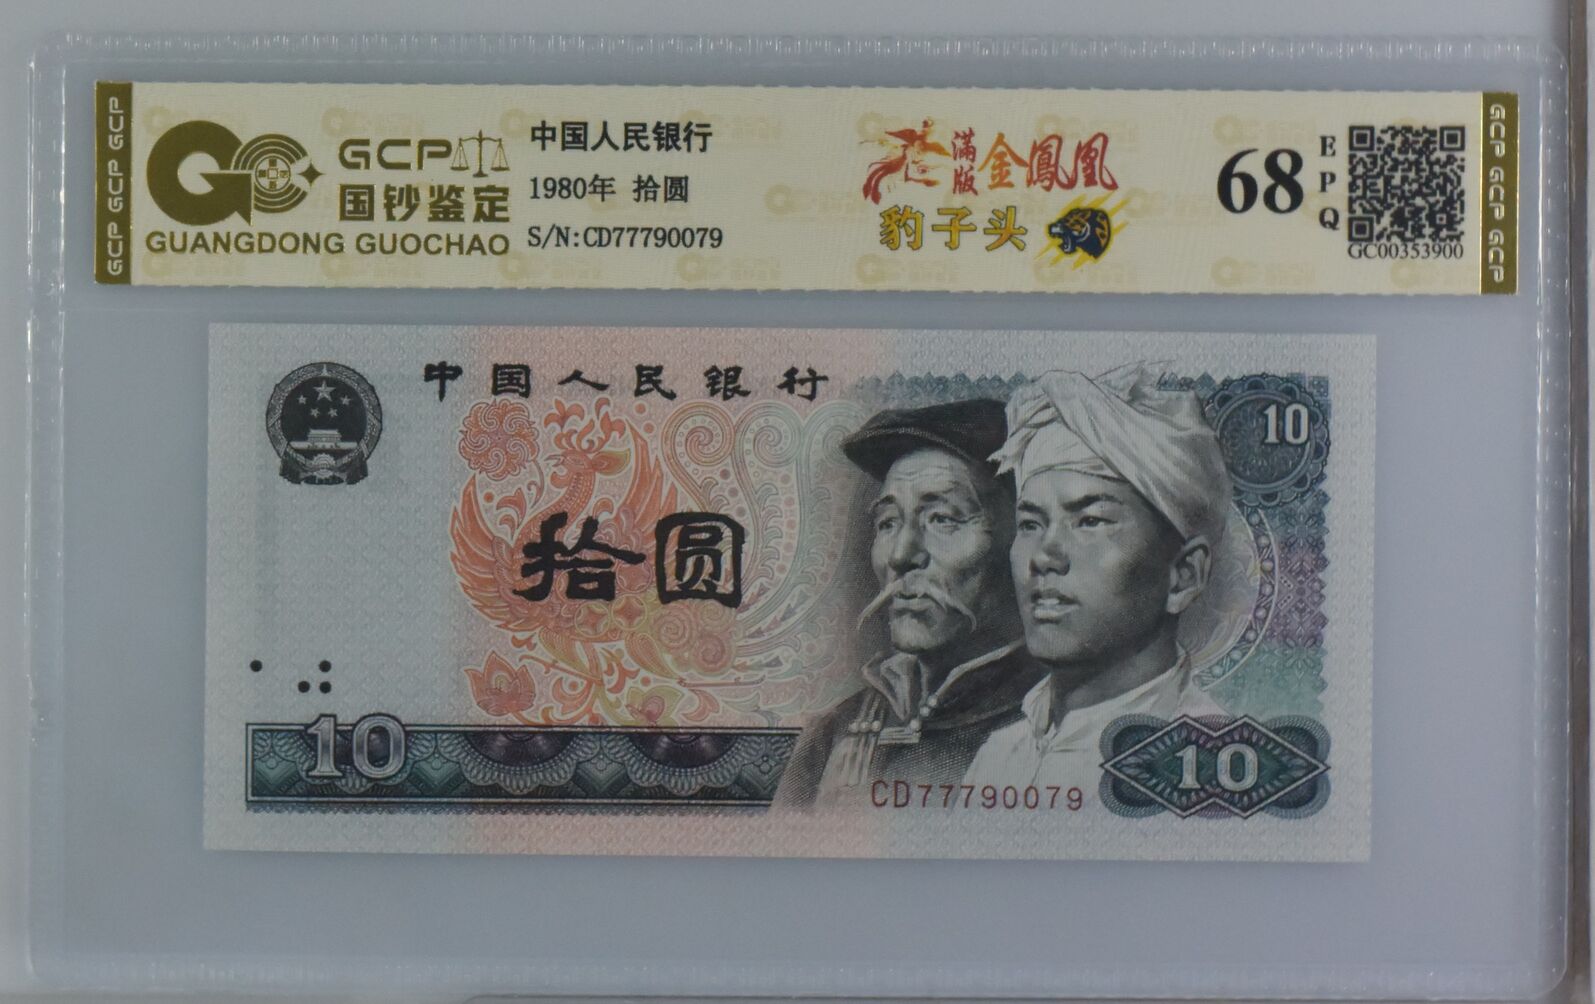 GCP GCP GCP
GCP
国钞鉴定
GUANGDONG GUOCHAO
中国人民银行
1980年 拾圆
S/N:CD77790079
满版金鳳凰
豹子头
68
EPQ
GC00353900
GCP GCP GCP
中国人民银行
10
拾圆
10
CD77790079
10